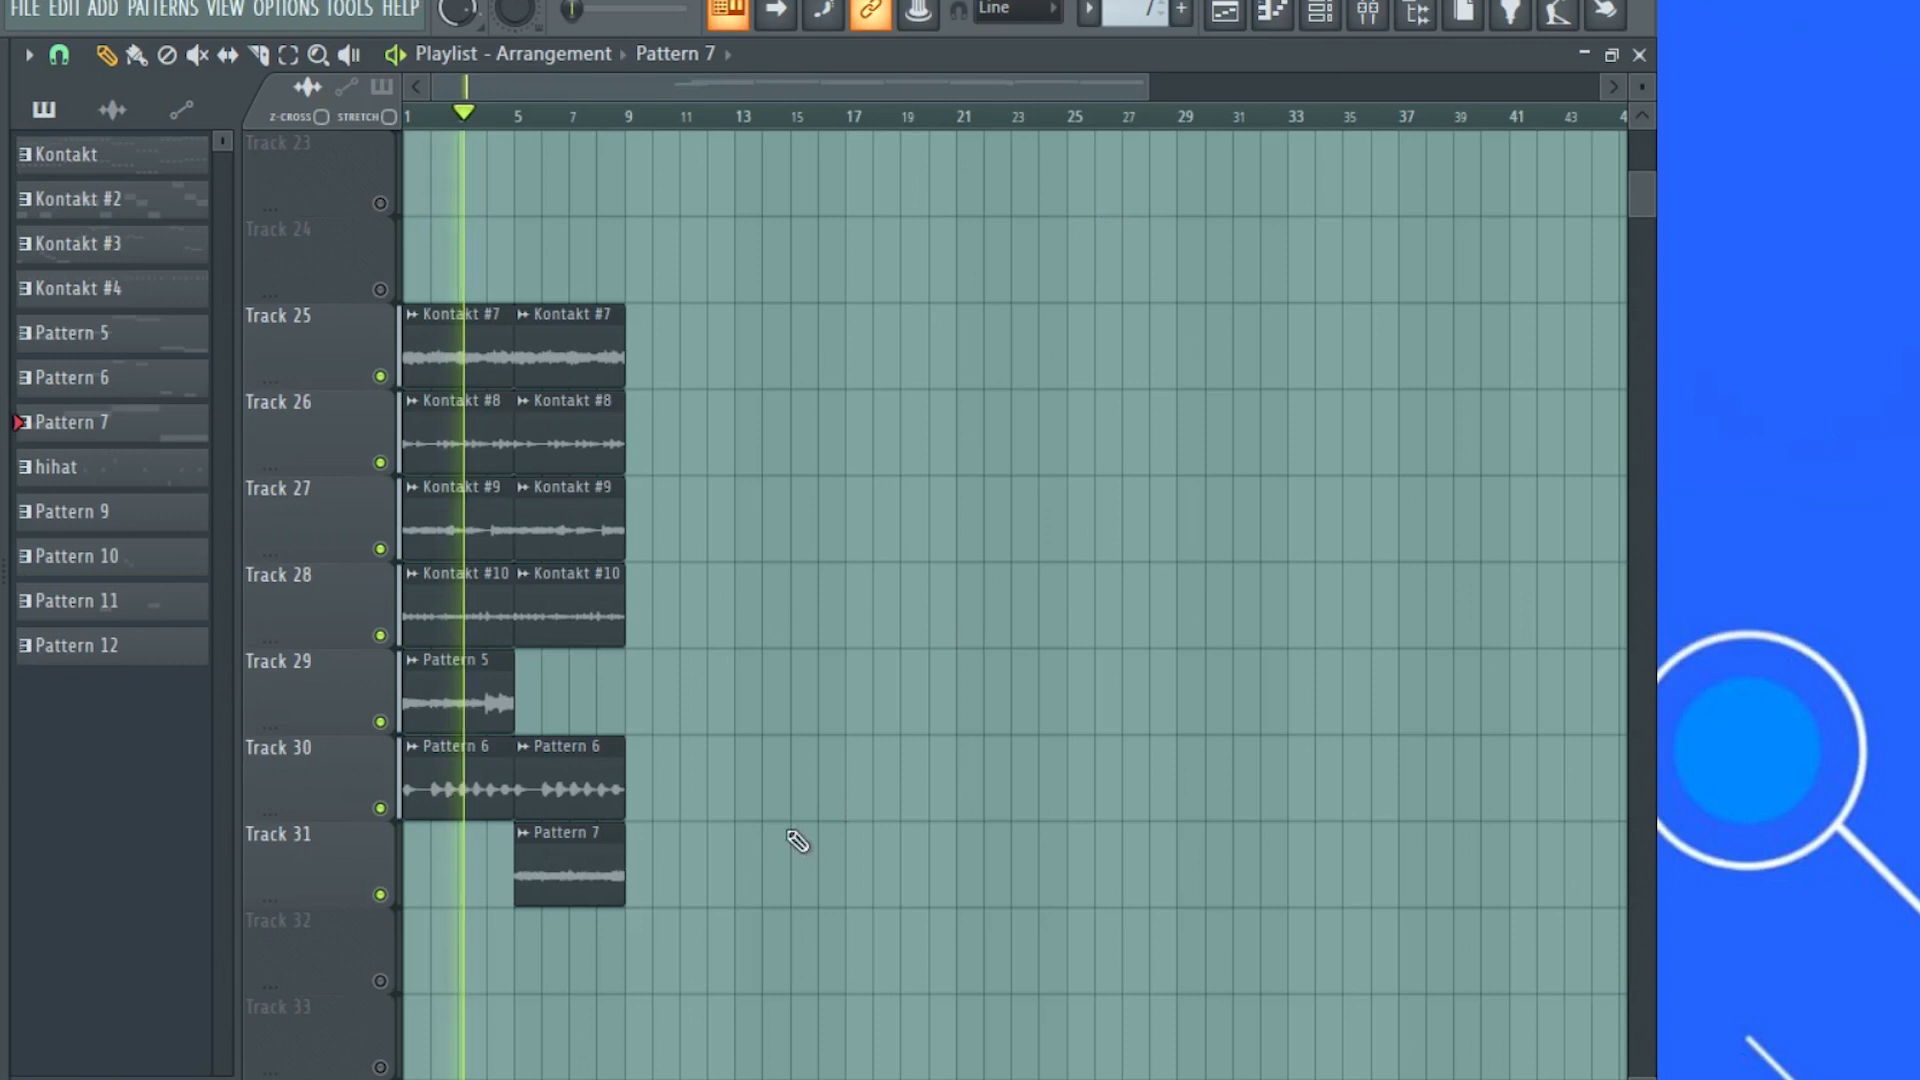 FILE EDIT ADD PATTERNS VIEW OPTIONS TOOLS HELP
Line
7
Playlist - Arrangement › Pattern 7 ›
Z-CROSS STRETCH
1 5 7 9 11 13 15 17 19 21 23 25 27 29 31 33 35 37 39 41 43 4
Kontakt
Kontakt #2
Kontakt #3
Kontakt #4
Pattern 5
Pattern 6
Pattern 7
hihat
Pattern 9
Pattern 10
Pattern 11
Pattern 12
Track 23
Track 24
Track 25
Kontakt #7 Kontakt #7
Track 26
Kontakt #8 Kontakt #8
Track 27
Kontakt #9 Kontakt #9
Track 28
Kontakt #10 Kontakt #10
Track 29
Pattern 5
Track 30
Pattern 6 Pattern 6
Track 31
Pattern 7
Track 32
Track 33